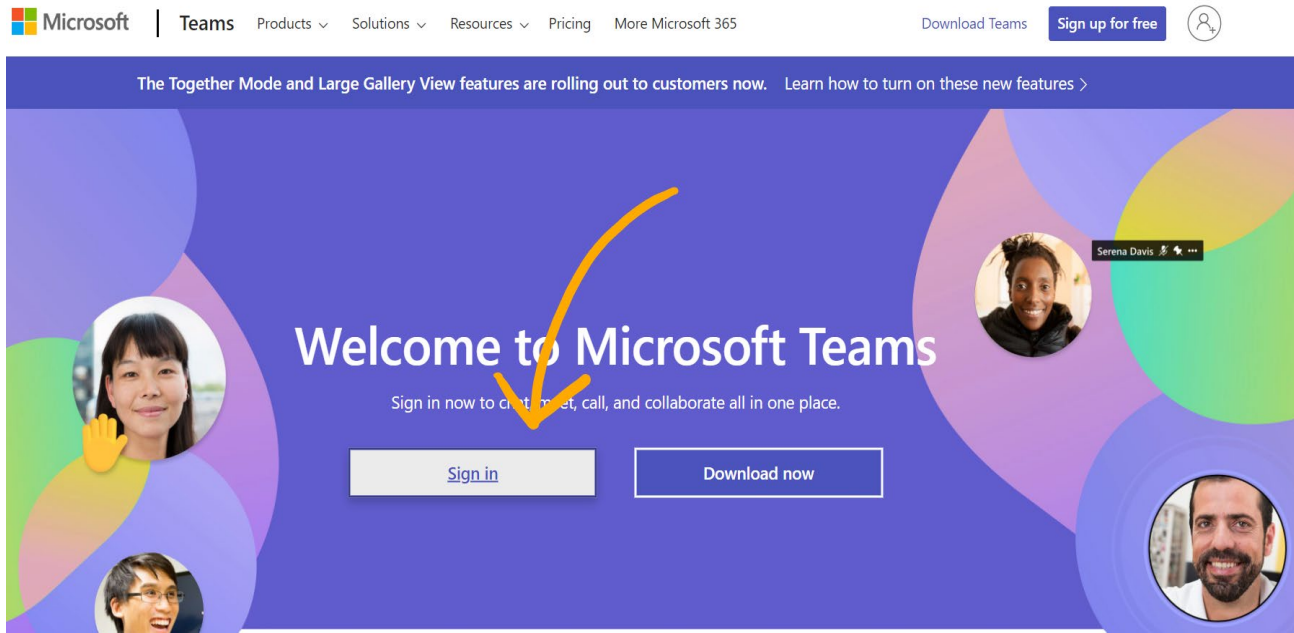 Microsoft | Teams Products Solutions Resources Pricing More Microsoft 365 Download Teams Sign up for free
The Together Mode and Large Gallery View features are rolling out to customers now. Learn how to turn on these new features >
Serena Davis
Welcome to Microsoft Teams
Sign in now to chat, meet, call, and collaborate all in one place.
Sign in Download now